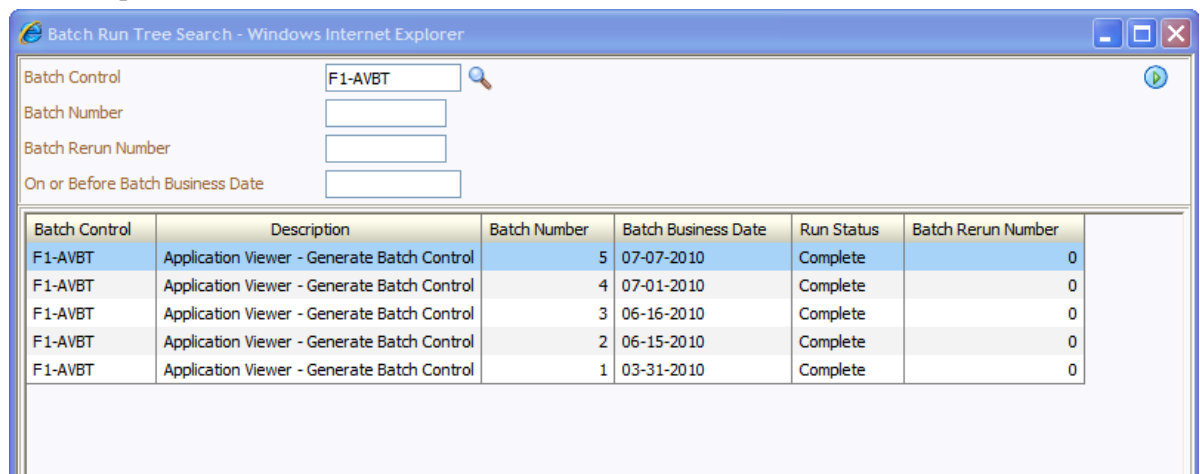 Batch Run Tree Search - Windows Internet Explorer
Batch Control F1-AVBT
Batch Number
Batch Rerun Number
On or Before Batch Business Date
Batch Control Description Batch Number Batch Business Date Run Status Batch Rerun Number
F1-AVBT Application Viewer - Generate Batch Control 5 07-07-2010 Complete 0
F1-AVBT Application Viewer - Generate Batch Control 4 07-01-2010 Complete 0
F1-AVBT Application Viewer - Generate Batch Control 3 06-16-2010 Complete 0
F1-AVBT Application Viewer - Generate Batch Control 2 06-15-2010 Complete 0
F1-AVBT Application Viewer - Generate Batch Control 1 03-31-2010 Complete 0